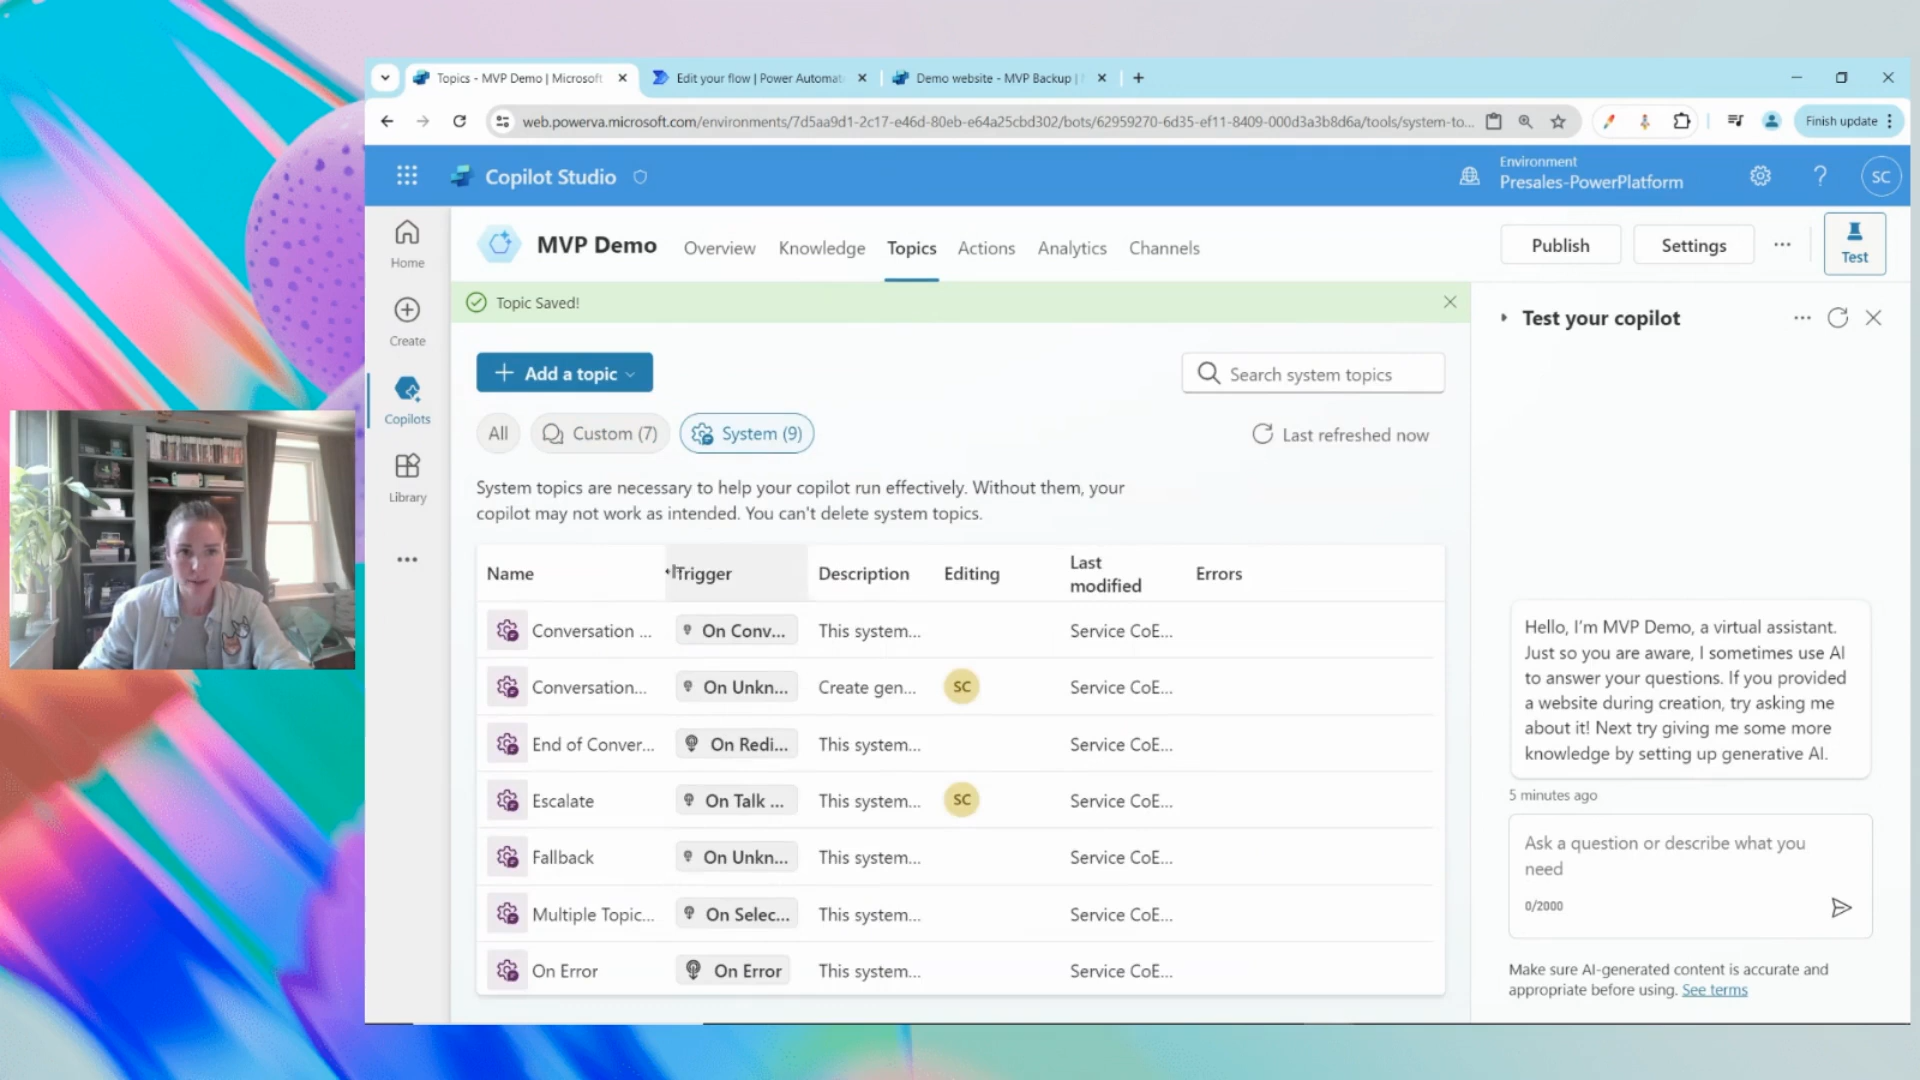 Topics - MVP Demo | Microsoft
Edit your flow | Power Automat
Demo website - MVP Backup |
web.powerva.microsoft.com/environments/7d5aa9d1-2c17-e46d-80eb-e64a25cbd302/bots/62959270-6d35-ef11-8409-000d3a3b8d6a/tools/system-to...
Finish update
Copilot Studio
Environment
Presales-PowerPlatform
SC
Home
Create
Copilots
Library
MVP Demo
Overview
Knowledge
Topics
Actions
Analytics
Channels
Publish
Settings
Test
Topic Saved!
Add a topic
Search system topics
All
Custom (7)
System (9)
Last refreshed now
System topics are necessary to help your copilot run effectively. Without them, your
copilot may not work as intended. You can't delete system topics.
Name
Trigger
Description
Editing
Last
modified
Errors
Conversation ...
On Conv...
This system...
Service CoE...
Conversation...
On Unkn...
Create gen...
SC
Service CoE...
End of Conver...
On Redi...
This system...
Service CoE...
Escalate
On Talk ...
This system...
SC
Service CoE...
Fallback
On Unkn...
This system...
Service CoE...
Multiple Topic...
On Selec...
This system...
Service CoE...
On Error
On Error
This system...
Service CoE...
Test your copilot
Hello, I'm MVP Demo, a virtual assistant.
Just so you are aware, I sometimes use AI
to answer your questions. If you provided
a website during creation, try asking me
about it! Next try giving me some more
knowledge by setting up generative AI.
5 minutes ago
Ask a question or describe what you
need
0/2000
Make sure AI-generated content is accurate and
appropriate before using. See terms